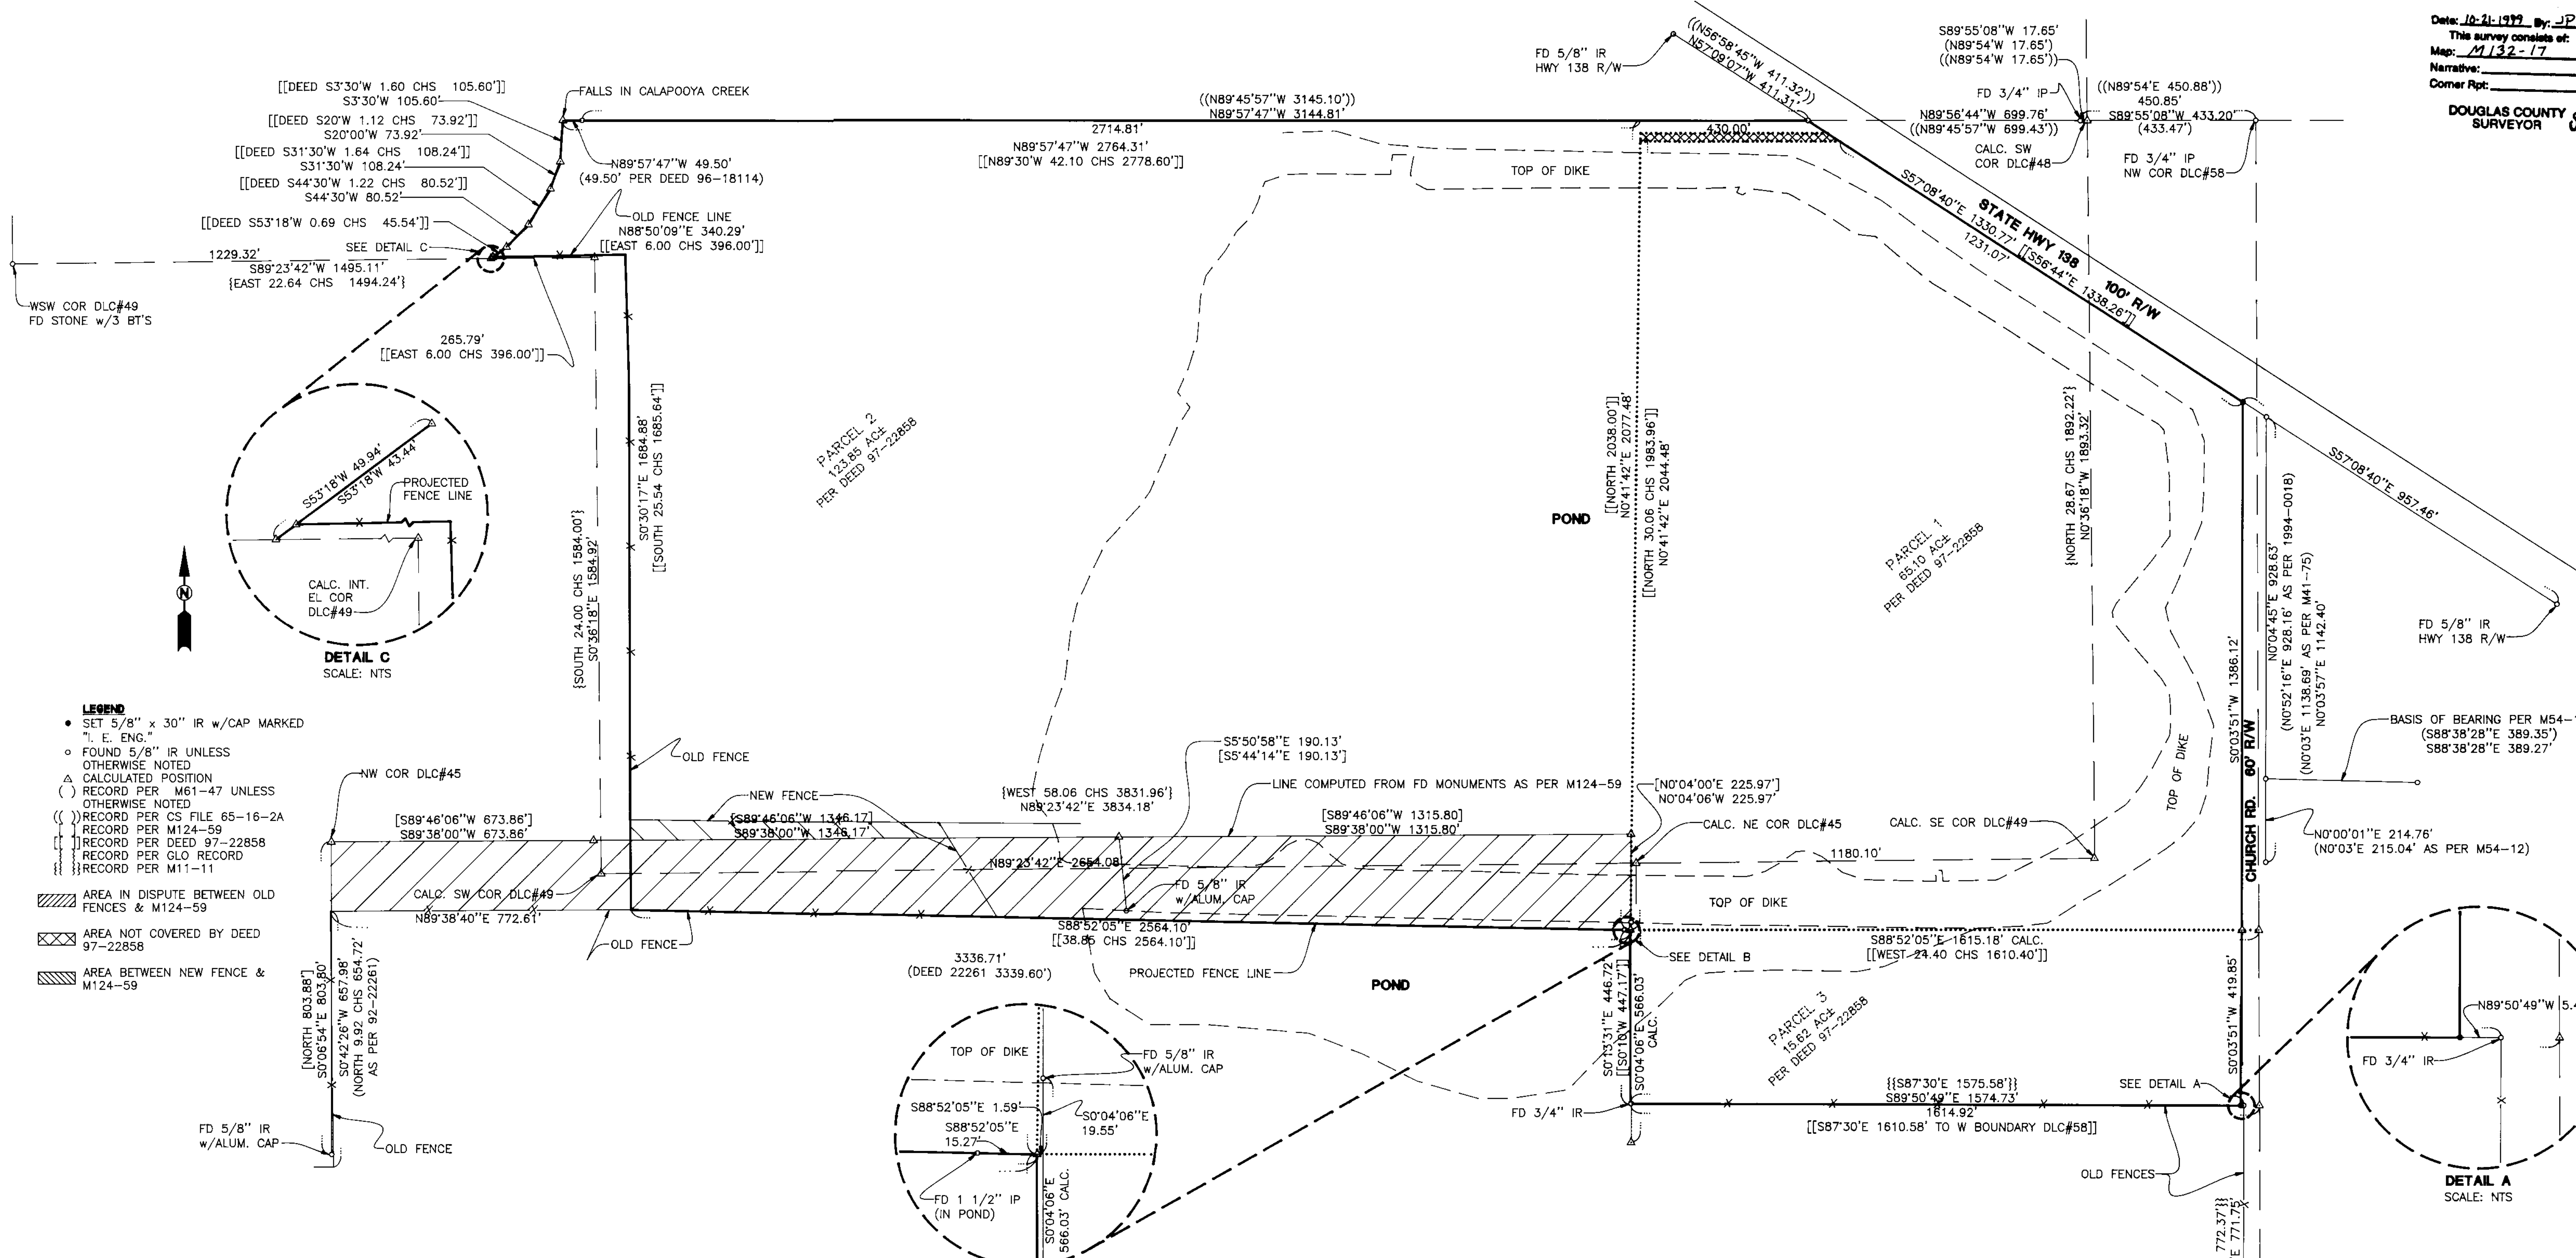 Date: 10-21-1999 By: JP
This survey consists of:
Map: M132-17
Narrative:
Corner Rpt:
DOUGLAS COUNTY
SURVEYOR
[[DEED S3°30'W 1.60 CHS 105.60']]
S3°30'W 105.60'
[[DEED S20°W 1.12 CHS 73.92']]
S20°00'W 73.92'
[[DEED S31°30'W 1.64 CHS 108.24']]
S31°30'W 108.24'
[[DEED S44°30'W 1.22 CHS 80.52']]
S44°30'W 80.52'
[[DEED S53°18'W 0.69 CHS 45.54']]
SEE DETAIL C
FALLS IN CALAPOOYA CREEK
N89°57'47"W 49.50'
(49.50' PER DEED 96-18114)
OLD FENCE LINE
N88°50'09"E 340.29'
[[EAST 6.00 CHS 396.00']]
1229.32'
S89°23'42"W 1495.11'
{EAST 22.64 CHS 1494.24'}
WSW COR DLC#49
FD STONE w/3 BT'S
265.79'
[[EAST 6.00 CHS 396.00']]
((N89°45'57"W 3145.10'))
N89°57'47"W 3144.81'
2714.81'
N89°57'47"W 2764.31'
[[N89°30'W 42.10 CHS 2778.60']]
430.00'
TOP OF DIKE
FD 5/8" IR
HWY 138 R/W
((N56°58'45"W 411.32'))
N57°09'07"W 411.31'
S89°55'08"W 17.65'
(N89°54'W 17.65')
((N89°54'W 17.65'))
FD 3/4" IP
N89°56'44"W 699.76'
((N89°45'57"W 699.43'))
CALC. SW
COR DLC#48
((N89°54'E 450.88'))
450.85'
S89°55'08"W 433.20'
(433.47')
FD 3/4" IP
NW COR DLC#58
STATE HWY 138
100' R/W
S57°08'40"E 1330.77' [[S56°44"E 1338.26']]
1231.07'
S57°08'40"E 957.46'
FD 5/8" IR
HWY 138 R/W
S53°18'W 49.94'
S53°18'W 43.44'
PROJECTED
FENCE LINE
CALC. INT.
EL COR
DLC#49
DETAIL C
SCALE: NTS
N
{SOUTH 24.00 CHS 1584.00'}
S0°36'18"E 1584.92'
S0°30'17"E 1684.88'
[[SOUTH 25.54 CHS 1685.64']]
PARCEL 2
123.85 AC±
PER DEED 97-22858
POND
[[NORTH 2038.00']]
N0°41'42"E 2077.48'
[[NORTH 30.06 CHS 1983.96']]
N0°41'42"E 2044.48'
PARCEL 1
65.10 AC±
PER DEED 97-22858
{NORTH 28.67 CHS 1892.22'}
N0°36'18"W 1893.32'
TOP OF DIKE
S0°03'51"W 1386.12'
CHURCH RD. 60' R/W
N0°04'45"E 928.63'
(N0°52'16"E 928.16' AS PER 1994-0018)
(N0°03'E 1138.69' AS PER M41-75)
N0°03'57"E 1142.40'
BASIS OF BEARING PER M54-
(S88°38'28"E 389.35')
S88°38'28"E 389.27'
N0°00'01"E 214.76'
(N0°03'E 215.04' AS PER M54-12)
LEGEND
SET 5/8" x 30" IR w/CAP MARKED
"I. E. ENG."
FOUND 5/8" IR UNLESS
OTHERWISE NOTED
CALCULATED POSITION
( ) RECORD PER M61-47 UNLESS
OTHERWISE NOTED
(( )) RECORD PER CS FILE 65-16-2A
[ ] RECORD PER M124-59
[[ ]] RECORD PER DEED 97-22858
{ } RECORD PER GLO RECORD
{{ }} RECORD PER M11-11
AREA IN DISPUTE BETWEEN OLD
FENCES & M124-59
AREA NOT COVERED BY DEED
97-22858
AREA BETWEEN NEW FENCE &
M124-59
NW COR DLC#45
OLD FENCE
NEW FENCE
[S89°46'06"W 673.86']
S89°38'00"W 673.86'
[S89°46'06"W 1346.17]
S89°38'00"W 1346.17'
{WEST 58.06 CHS 3831.96'}
N89°23'42"E 3834.18'
S5°50'58"E 190.13'
[S5°44'14"E 190.13']
LINE COMPUTED FROM FD MONUMENTS AS PER M124-59
[S89°46'06"W 1315.80]
S89°38'00"W 1315.80'
[N0°04'00"E 225.97']
N0°04'06"W 225.97'
CALC. NE COR DLC#45
CALC. SE COR DLC#49
1180.10'
N89°23'42"E 2654.08'
CALC. SW COR DLC#49
FD 5/8" IR
w/ALUM. CAP
TOP OF DIKE
N89°38'40"E 772.61'
OLD FENCE
S88°52'05"E 2564.10'
[[38.85 CHS 2564.10']]
3336.71'
(DEED 22261 3339.60')
PROJECTED FENCE LINE
POND
SEE DETAIL B
S88°52'05"E 1615.18' CALC.
[[WEST 24.40 CHS 1610.40']]
[NORTH 803.88']
S0°06'54"E 803.80'
S0°42'26"W 657.98'
(NORTH 9.92 CHS 654.72'
AS PER 92-22261)
FD 5/8" IR
w/ALUM. CAP
OLD FENCE
TOP OF DIKE
FD 5/8" IR
w/ALUM. CAP
S88°52'05"E 1.59'
S88°52'05"E
15.27'
S0°04'06"E
19.55'
FD 1 1/2" IP
(IN POND)
S0°04'06"E
566.03' CALC.
S0°13'31"E 446.72'
[[S0°10'W 447.17']]
S0°04'06"E 566.03'
CALC.
PARCEL 3
15.62 AC±
PER DEED 97-22858
FD 3/4" IR
{{S87°30'E 1575.58'}}
S89°50'49"E 1574.73'
1614.92'
[[S87°30'E 1610.58' TO W BOUNDARY DLC#58]]
SEE DETAIL A
S0°03'51"W 419.85'
OLD FENCES
772.37'}}
E 771.75'
N89°50'49"W 5.4
FD 3/4" IR
DETAIL A
SCALE: NTS